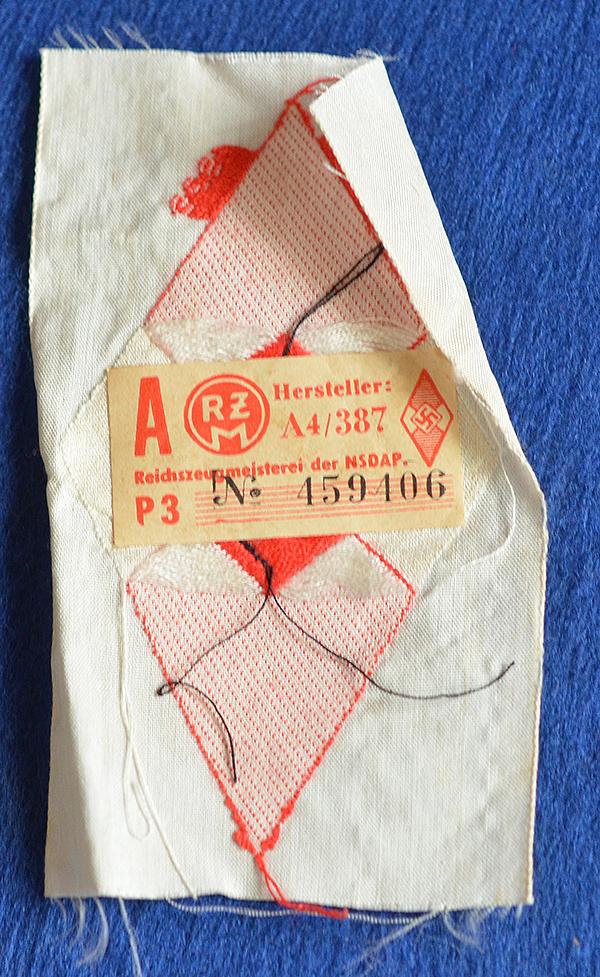 A RZM Hersteller:
A4/387
Reichszeugmeisterei der NSDAP.
P3 № 459406